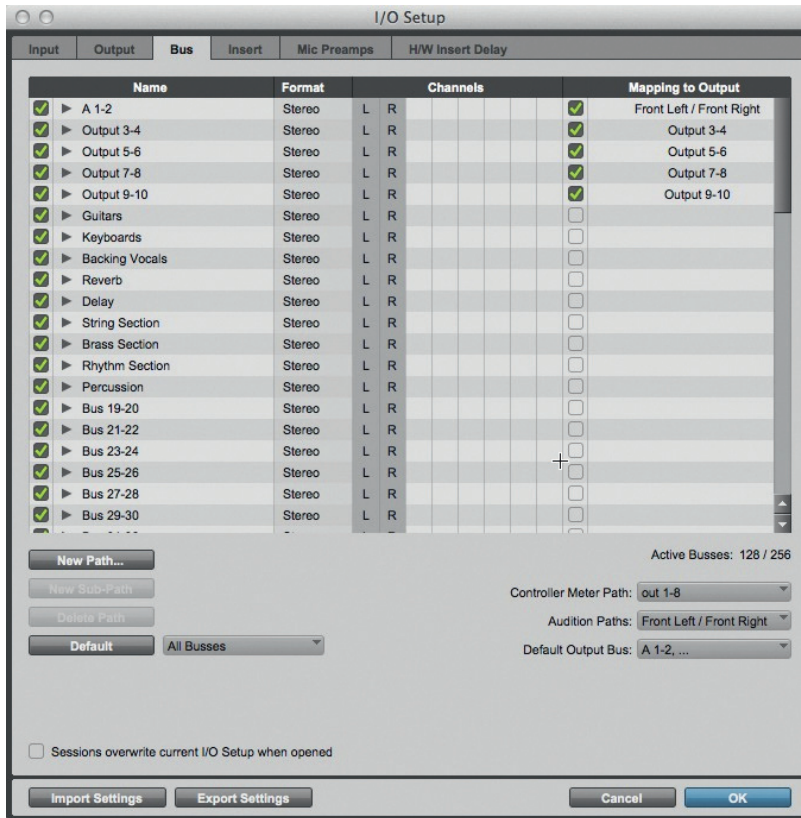 I/O Setup
Input Output Bus Insert Mic Preamps H/W Insert Delay
Name Format Channels Mapping to Output
A 1-2 Stereo L R Front Left / Front Right
Output 3-4 Stereo L R Output 3-4
Output 5-6 Stereo L R Output 5-6
Output 7-8 Stereo L R Output 7-8
Output 9-10 Stereo L R Output 9-10
Guitars Stereo L R
Keyboards Stereo L R
Backing Vocals Stereo L R
Reverb Stereo L R
Delay Stereo L R
String Section Stereo L R
Brass Section Stereo L R
Rhythm Section Stereo L R
Percussion Stereo L R
Bus 19-20 Stereo L R
Bus 21-22 Stereo L R
Bus 23-24 Stereo L R
Bus 25-26 Stereo L R
Bus 27-28 Stereo L R
Bus 29-30 Stereo L R
New Path... Active Busses: 128 / 256
New Sub-Path Controller Meter Path: out 1-8
Delete Path Audition Paths: Front Left / Front Right
Default All Busses Default Output Bus: A 1-2, ...
Sessions overwrite current I/O Setup when opened
Import Settings Export Settings Cancel OK